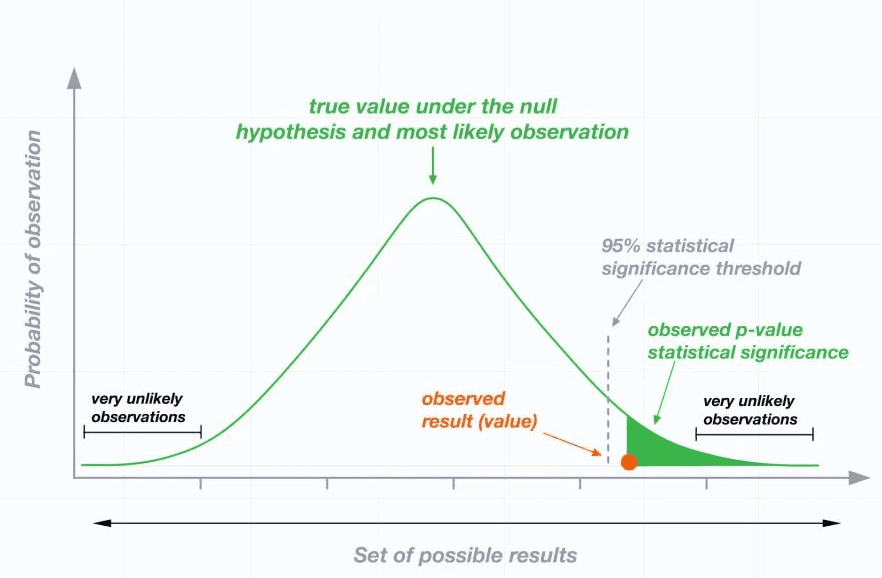 true value under the null
hypothesis and most likely observation
Probability of observation
95% statistical
significance threshold
observed p-value
statistical significance
very unlikely
observations
observed
result (value)
very unlikely
observations
Set of possible results